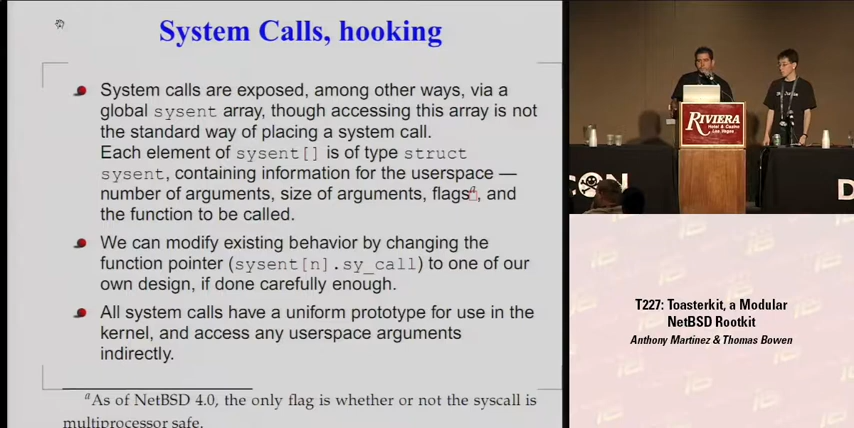 System Calls, hooking
System calls are exposed, among other ways, via a
global sysent array, though accessing this array is not
the standard way of placing a system call.
Each element of sysent[] is of type struct
sysent, containing information for the userspace —
number of arguments, size of arguments, flagsª, and
the function to be called.
We can modify existing behavior by changing the
function pointer (sysent[n].sy_call) to one of our
own design, if done carefully enough.
All system calls have a uniform prototype for use in the
kernel, and access any userspace arguments
indirectly.
ªAs of NetBSD 4.0, the only flag is whether or not the syscall is
multiprocessor safe.
RIVIERA
Hotel & Casino
Las Vegas
CON
D
T227: Toasterkit, a Modular
NetBSD Rootkit
Anthony Martinez & Thomas Bowen